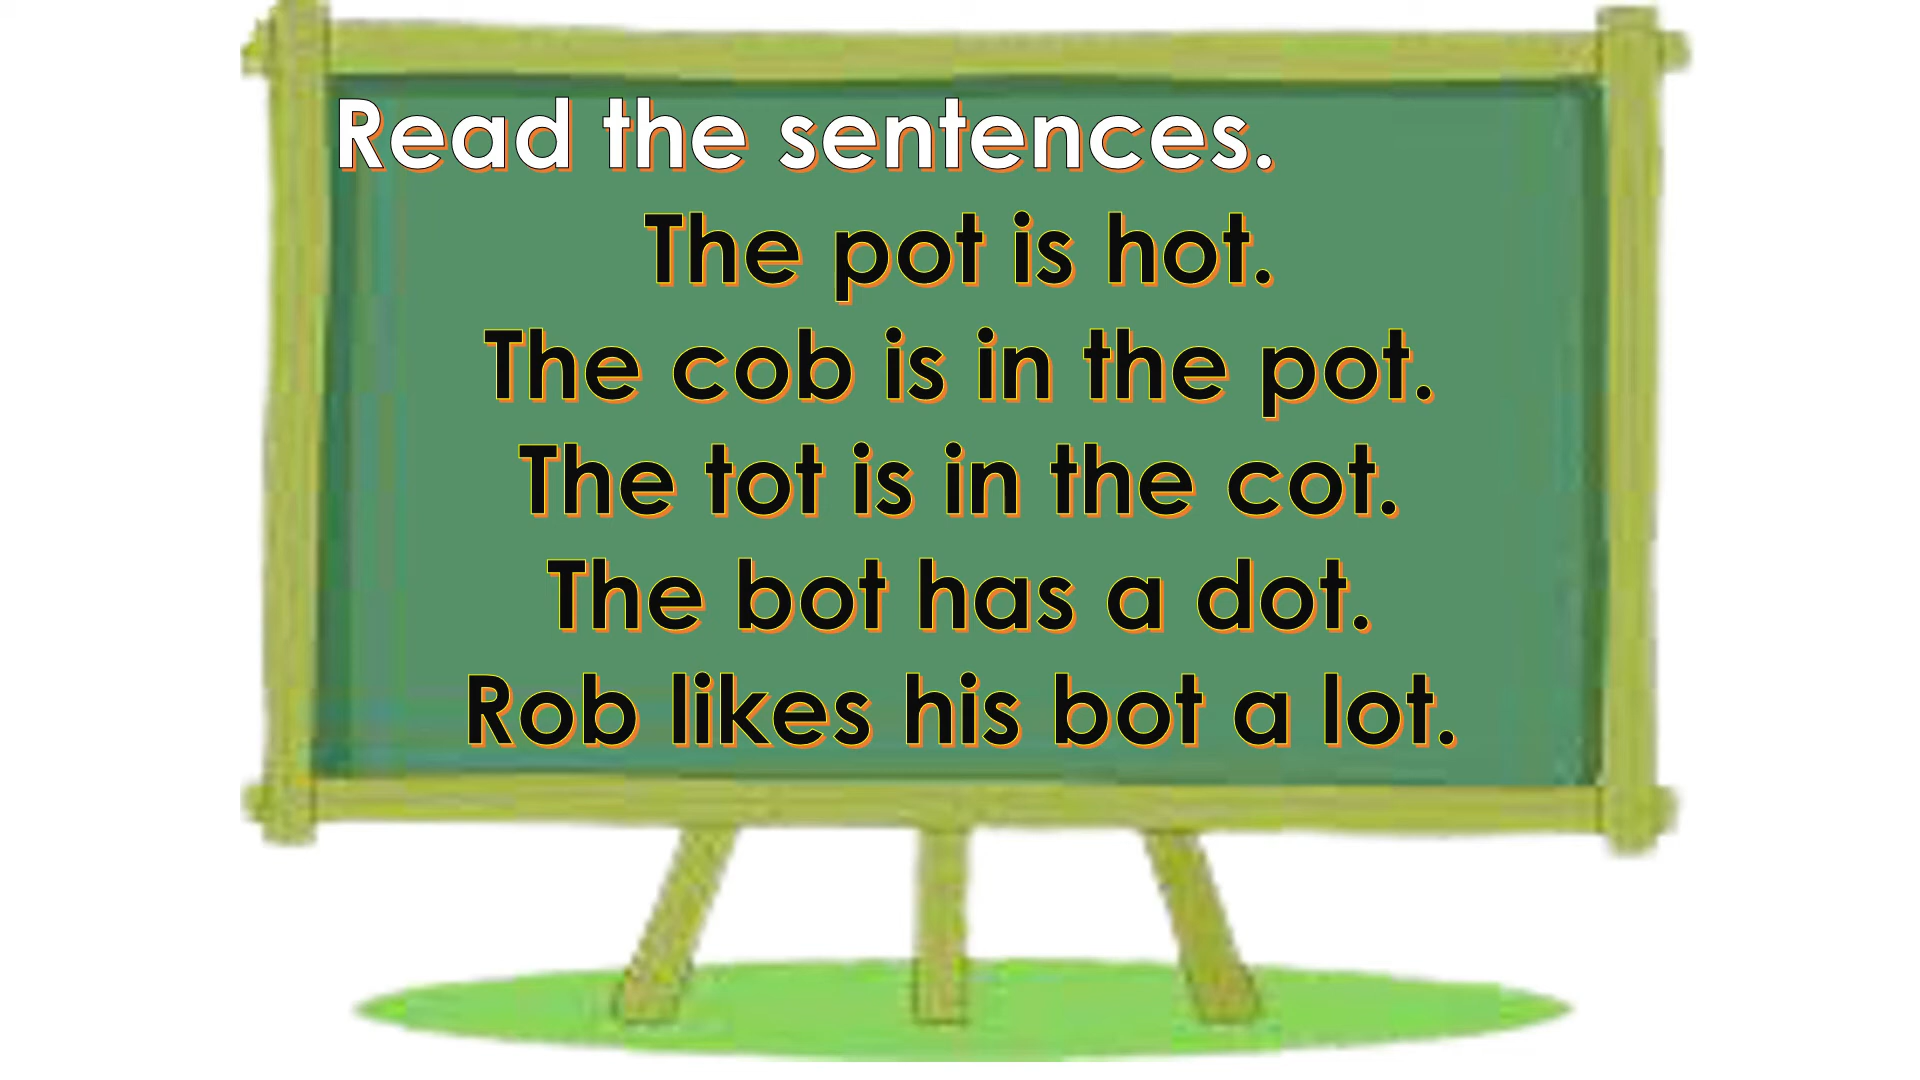 Read the sentences.
The pot is hot.
The cob is in the pot.
The tot is in the cot.
The bot has a dot.
Rob likes his bot a lot.